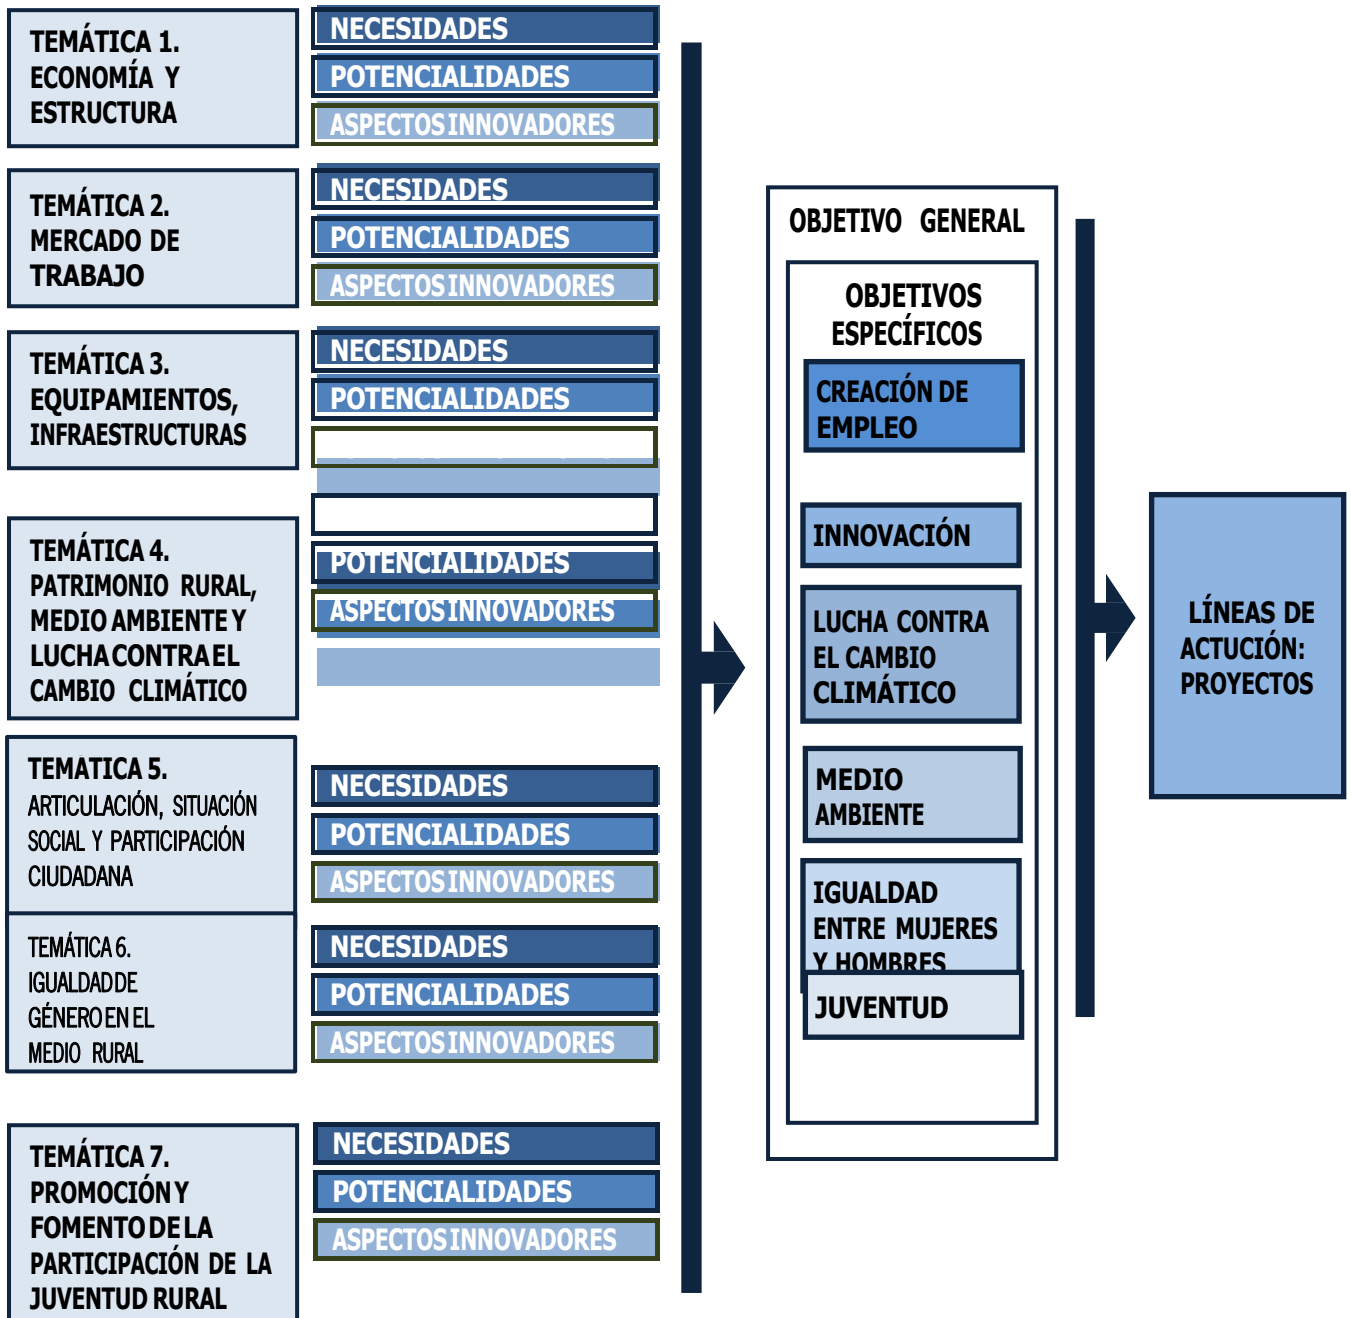 TEMÁTICA 1.
ECONOMÍA Y
ESTRUCTURA
NECESIDADES
POTENCIALIDADES
ASPECTOS INNOVADORES
TEMÁTICA 2.
MERCADO DE
TRABAJO
NECESIDADES
POTENCIALIDADES
ASPECTOS INNOVADORES
TEMÁTICA 3.
EQUIPAMIENTOS,
INFRAESTRUCTURAS
NECESIDADES
POTENCIALIDADES
TEMÁTICA 4.
PATRIMONIO RURAL,
MEDIO AMBIENTE Y
LUCHA CONTRA EL
CAMBIO CLIMÁTICO
POTENCIALIDADES
ASPECTOS INNOVADORES
TEMATICA 5.
ARTICULACIÓN, SITUACIÓN
SOCIAL Y PARTICIPACIÓN
CIUDADANA
NECESIDADES
POTENCIALIDADES
ASPECTOS INNOVADORES
TEMÁTICA 6.
IGUALDAD DE
GÉNERO EN EL
MEDIO RURAL
NECESIDADES
POTENCIALIDADES
ASPECTOS INNOVADORES
TEMÁTICA 7.
PROMOCIÓN Y
FOMENTO DE LA
PARTICIPACIÓN DE LA
JUVENTUD RURAL
NECESIDADES
POTENCIALIDADES
ASPECTOS INNOVADORES
OBJETIVO GENERAL
OBJETIVOS
ESPECÍFICOS
CREACIÓN DE
EMPLEO
INNOVACIÓN
LUCHA CONTRA
EL CAMBIO
CLIMÁTICO
MEDIO
AMBIENTE
IGUALDAD
ENTRE MUJERES
Y HOMBRES
JUVENTUD
LÍNEAS DE
ACTUCIÓN:
PROYECTOS